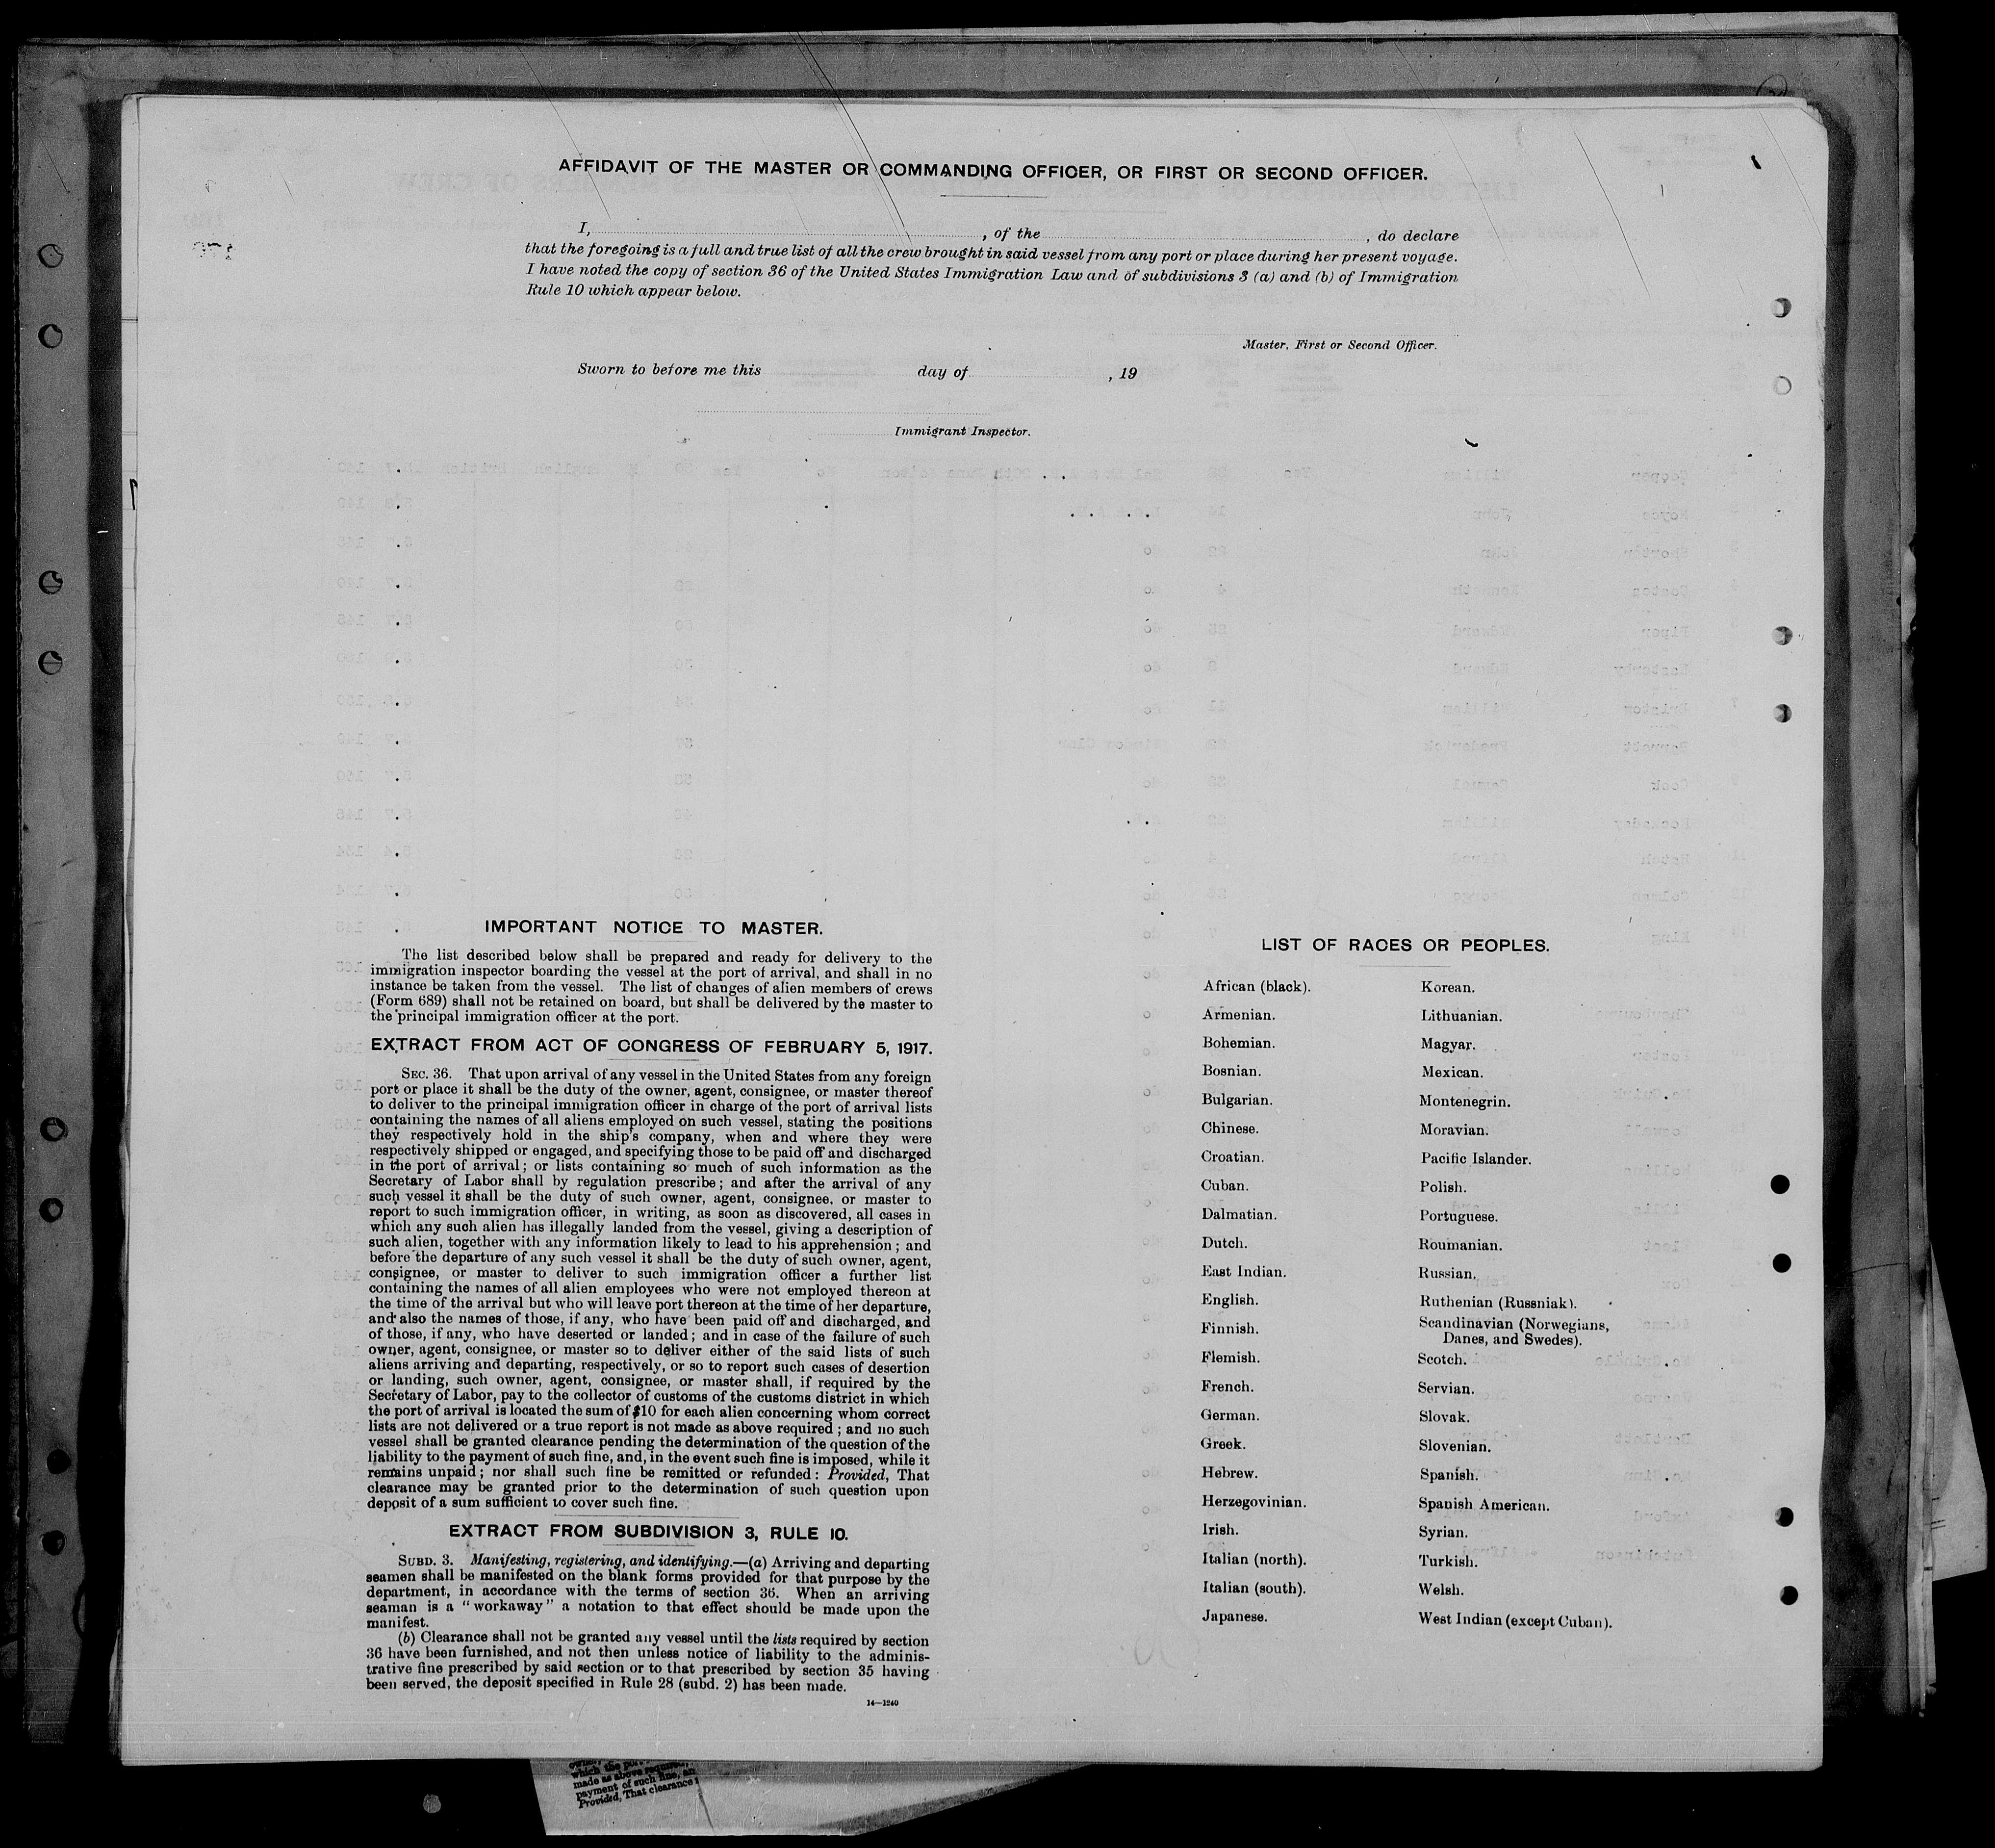 AFFIDAVIT OF THE MASTER OR COMMANDING OFFICER, OR FIRST OR SECOND OFFICER.
I, , of the , do declare
that the foregoing is a full and true list of all the crew brought in said vessel from any port or place during her present voyage.
I have noted the copy of section 36 of the United States Immigration Law and of subdivisions 3 (a) and (b) of Immigration
Rule 10 which appear below.
Master, First or Second Officer.
Sworn to before me this day of , 19
Immigrant Inspector.
IMPORTANT NOTICE TO MASTER.
The list described below shall be prepared and ready for delivery to the
immigration inspector boarding the vessel at the port of arrival, and shall in no
instance be taken from the vessel. The list of changes of alien members of crews
(Form 689) shall not be retained on board, but shall be delivered by the master to
the principal immigration officer at the port.
EXTRACT FROM ACT OF CONGRESS OF FEBRUARY 5, 1917.
SEC. 36. That upon arrival of any vessel in the United States from any foreign
port or place it shall be the duty of the owner, agent, consignee, or master thereof
to deliver to the principal immigration officer in charge of the port of arrival lists
containing the names of all aliens employed on such vessel, stating the positions
they respectively hold in the ship's company, when and where they were
respectively shipped or engaged, and specifying those to be paid off and discharged
in the port of arrival; or lists containing so much of such information as the
Secretary of Labor shall by regulation prescribe; and after the arrival of any
such vessel it shall be the duty of such owner, agent, consignee, or master to
report to such immigration officer, in writing, as soon as discovered, all cases in
which any such alien has illegally landed from the vessel, giving a description of
such alien, together with any information likely to lead to his apprehension; and
before the departure of any such vessel it shall be the duty of such owner, agent,
consignee, or master to deliver to such immigration officer a further list
containing the names of all alien employees who were not employed thereon at
the time of the arrival but who will leave port thereon at the time of her departure,
and also the names of those, if any, who have been paid off and discharged, and
of those, if any, who have deserted or landed; and in case of the failure of such
owner, agent, consignee, or master so to deliver either of the said lists of such
aliens arriving and departing, respectively, or so to report such cases of desertion
or landing, such owner, agent, consignee, or master shall, if required by the
Secretary of Labor, pay to the collector of customs of the customs district in which
the port of arrival is located the sum of $10 for each alien concerning whom correct
lists are not delivered or a true report is not made as above required; and no such
vessel shall be granted clearance pending the determination of the question of the
liability to the payment of such fine, and, in the event such fine is imposed, while it
remains unpaid; nor shall such fine be remitted or refunded: Provided, That
clearance may be granted prior to the determination of such question upon
deposit of a sum sufficient to cover such fine.
EXTRACT FROM SUBDIVISION 3, RULE 10.
SUBD. 3. Manifesting, registering, and identifying.—(a) Arriving and departing
seamen shall be manifested on the blank forms provided for that purpose by the
department, in accordance with the terms of section 36. When an arriving
seaman is a "workaway" a notation to that effect should be made upon the
manifest.
(b) Clearance shall not be granted any vessel until the lists required by section
36 have been furnished, and not then unless notice of liability to the adminis-
trative fine prescribed by said section or to that prescribed by section 35 having
been served, the deposit specified in Rule 28 (subd. 2) has been made.
14—1240
LIST OF RACES OR PEOPLES.
African (black).
Armenian.
Bohemian.
Bosnian.
Bulgarian.
Chinese.
Croatian.
Cuban.
Dalmatian.
Dutch.
East Indian.
English.
Finnish.
Flemish.
French.
German.
Greek.
Hebrew.
Herzegovinian.
Irish.
Italian (north).
Italian (south).
Japanese.
Korean.
Lithuanian.
Magyar.
Mexican.
Montenegrin.
Moravian.
Pacific Islander.
Polish.
Portuguese.
Roumanian.
Russian.
Ruthenian (Russniak).
Scandinavian (Norwegians,
Danes, and Swedes).
Scotch.
Servian.
Slovak.
Slovenian.
Spanish.
Spanish American.
Syrian.
Turkish.
Welsh.
West Indian (except Cuban).
which the
made as above required,
payment of such fine, an
Provided, That clearance